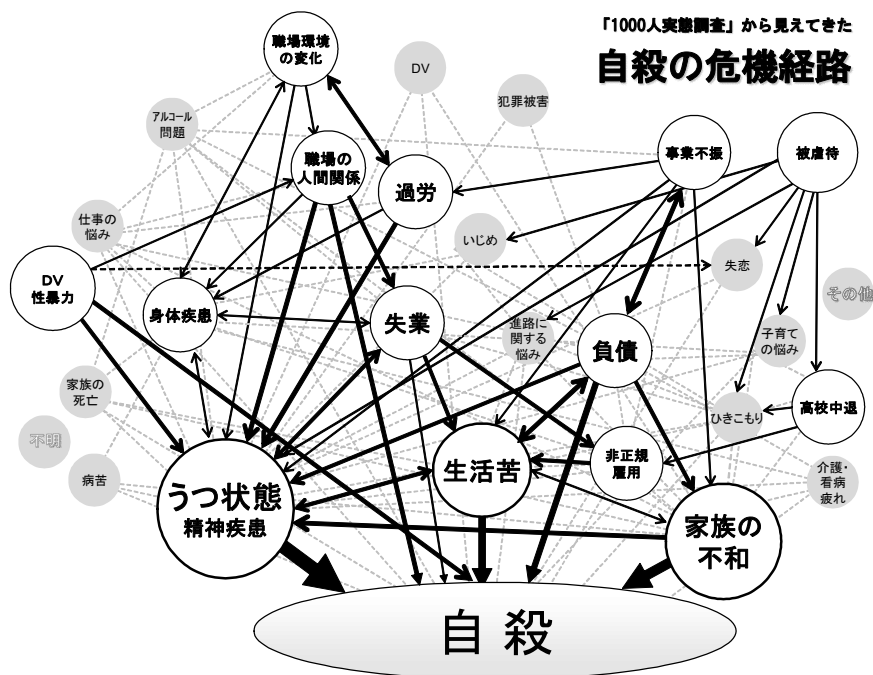 「1000人実態調査」から見えてきた
自殺の危機経路
職場環境
の変化
DV
犯罪被害
アルコール
問題
職場の
人間関係
過労
事業不振
被虐待
仕事の
悩み
いじめ
失恋
DV
性暴力
身体疾患
失業
進路に
関する
悩み
負債
子育て
の悩み
その他
家族の
死亡
ひきこもり
高校中退
不明
病苦
うつ状態
精神疾患
生活苦
非正規
雇用
介護・
看病
疲れ
家族の
不和
自殺